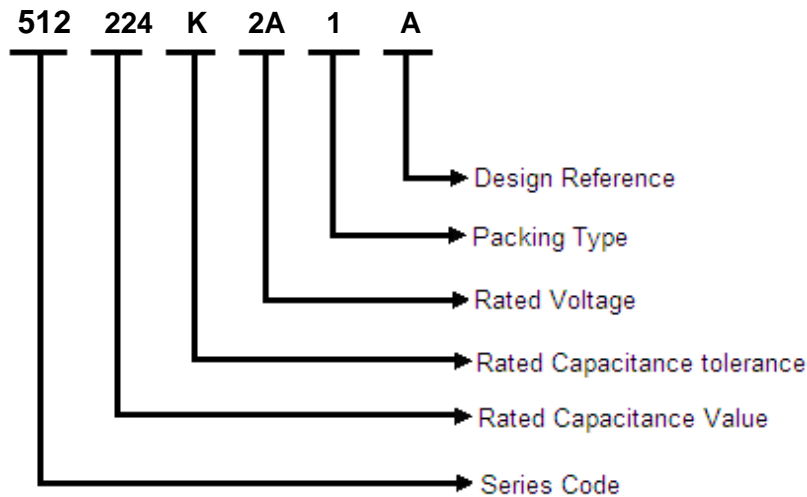 512 224 K 2A 1 A
Design Reference
Packing Type
Rated Voltage
Rated Capacitance tolerance
Rated Capacitance Value
Series Code